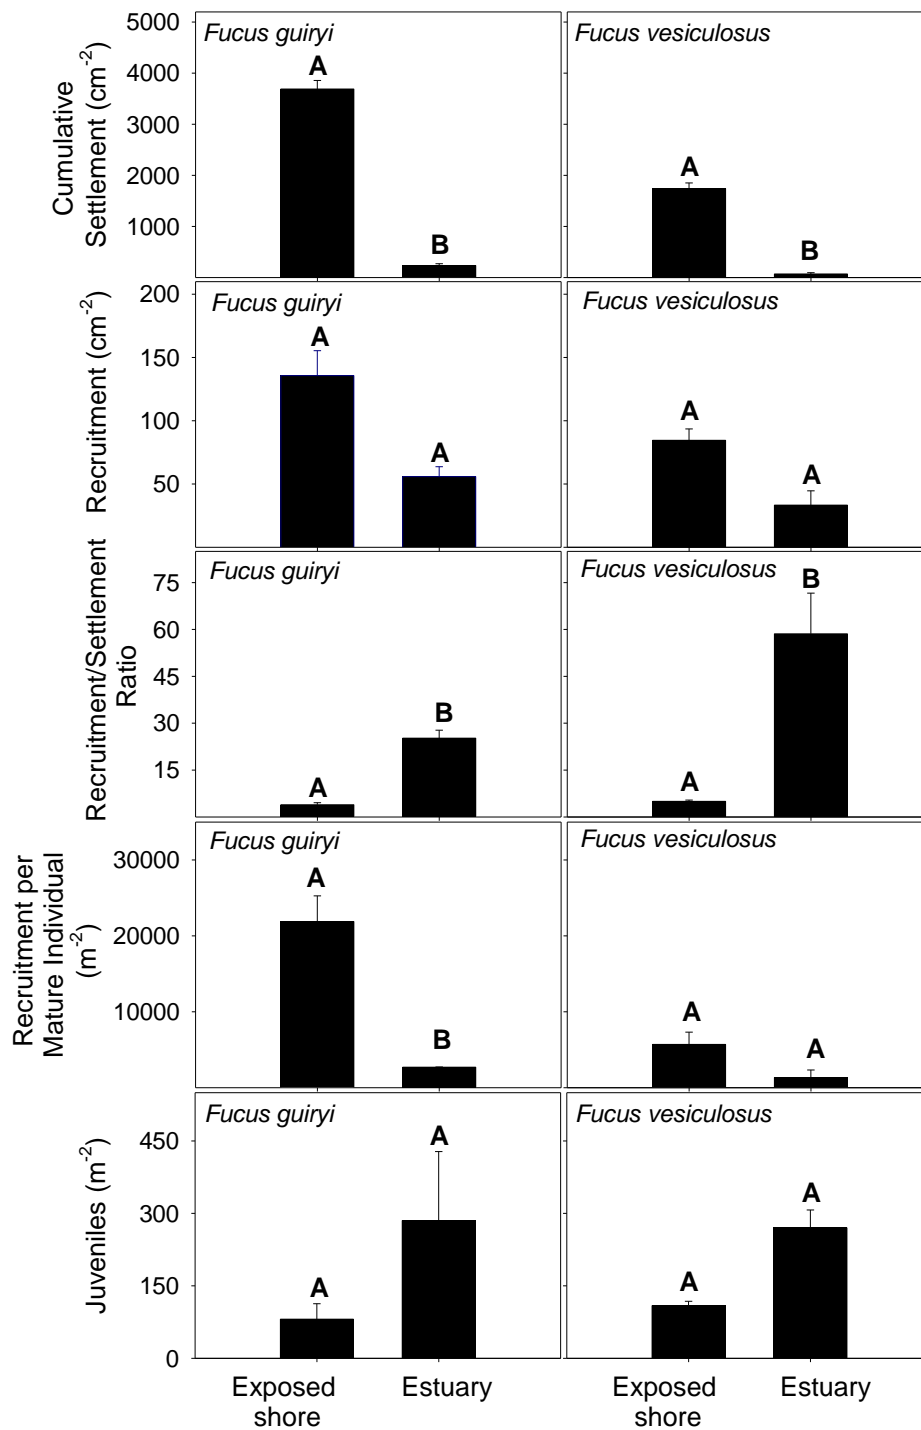 Cumulative
Settlement (cm-2)
5000
4000
3000
2000
1000
Fucus guiryi
A
B
Fucus vesiculosus
A
B
Recruitment (cm-2)
200
150
100
50
Fucus guiryi
A
A
Fucus vesiculosus
A
A
Recruitment/Settlement
Ratio
75
60
45
30
15
Fucus guiryi
A
B
Fucus vesiculosus
A
B
Recruitment per
Mature Individual
(m-2)
30000
20000
10000
Fucus guiryi
A
B
Fucus vesiculosus
A
A
Juveniles (m-2)
450
300
150
0
Fucus guiryi
A
A
Fucus vesiculosus
A
A
Exposed
shore
Estuary
Exposed
shore
Estuary